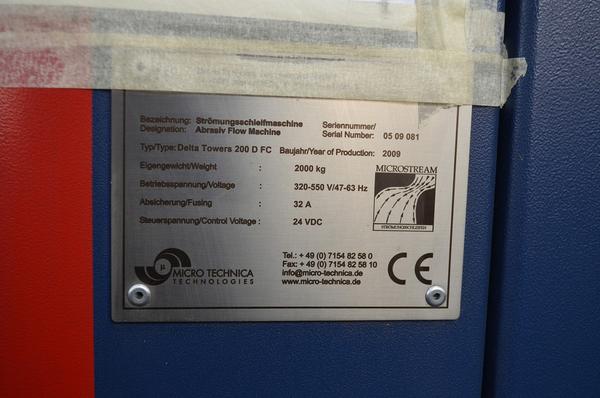 Bezeichnung: Strömungsschleifmaschine
Designation: Abrasiv Flow Machine
Seriennummer/
Serial Number: 05 09 081
Typ/Type: Delta Towers 200 D FC Baujahr/Year of Production: 2009
Eigengewicht/Weight : 2000 kg
Betriebsspannung/Voltage : 320-550 V/47-63 Hz
Absicherung/Fusing : 32 A
Steuerspannung/Control Voltage : 24 VDC
MICROSTREAM
STRÖMUNGSSCHLEIFEN
µ
MICRO TECHNICA
TECHNOLOGIES
Tel.: + 49 (0) 7154 82 58 0
Fax: + 49 (0) 7154 82 58 10
info@micro-technica.de
www.micro-technica.de
CE